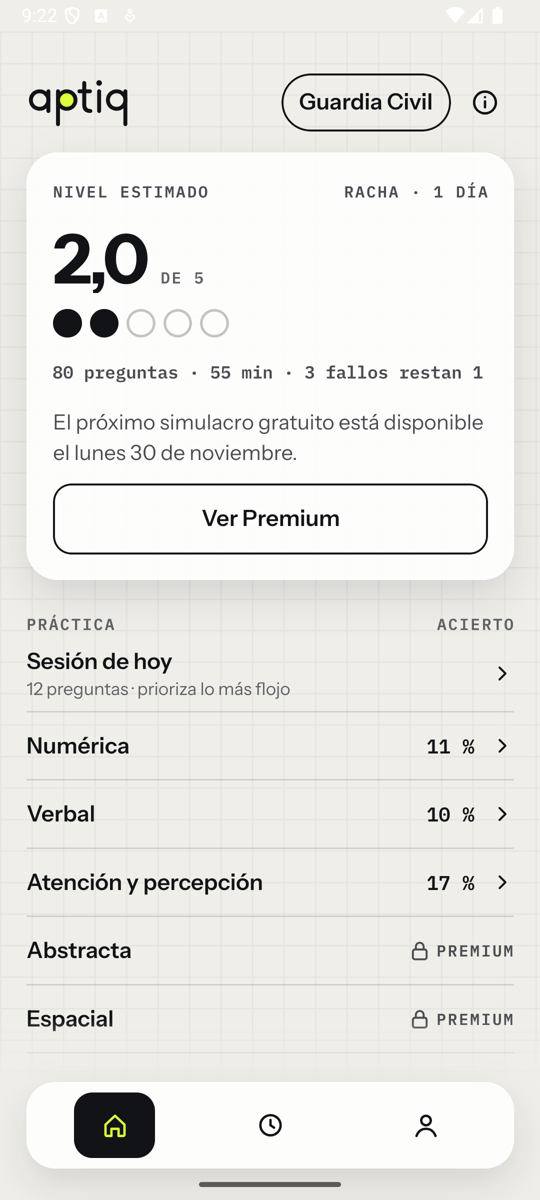 9:22
aptiq
Guardia Civil
NIVEL ESTIMADO
RACHA · 1 DÍA
2,0 DE 5
80 preguntas · 55 min · 3 fallos restan 1
El próximo simulacro gratuito está disponible
el lunes 30 de noviembre.
Ver Premium
PRÁCTICA
ACIERTO
Sesión de hoy
12 preguntas · prioriza lo más flojo
Numérica 11 %
Verbal 10 %
Atención y percepción 17 %
Abstracta PREMIUM
Espacial PREMIUM